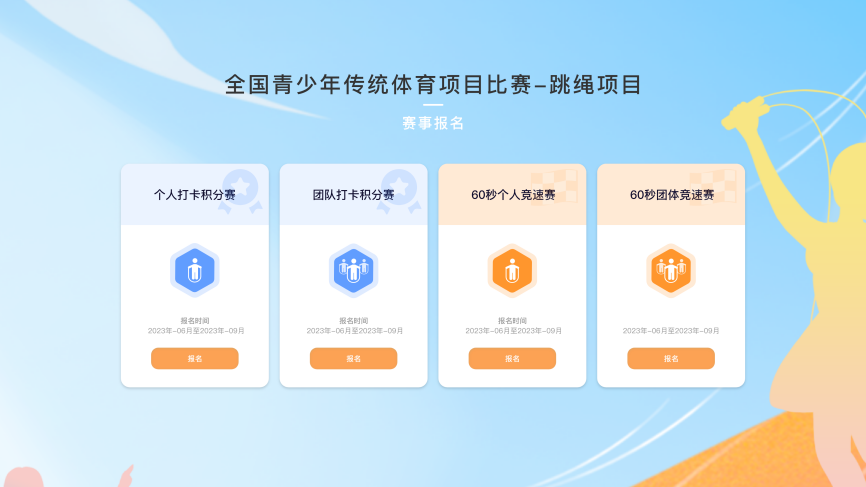 全国青少年传统体育项目比赛-跳绳项目
赛事报名
个人打卡积分赛
报名时间
2023年-06月至2023年-09月
报名
团队打卡积分赛
报名时间
2023年-06月至2023年-09月
报名
60秒个人竞速赛
报名时间
2023年-06月至2023年-09月
报名
60秒团体竞速赛
2023年-06月至2023年-09月
报名